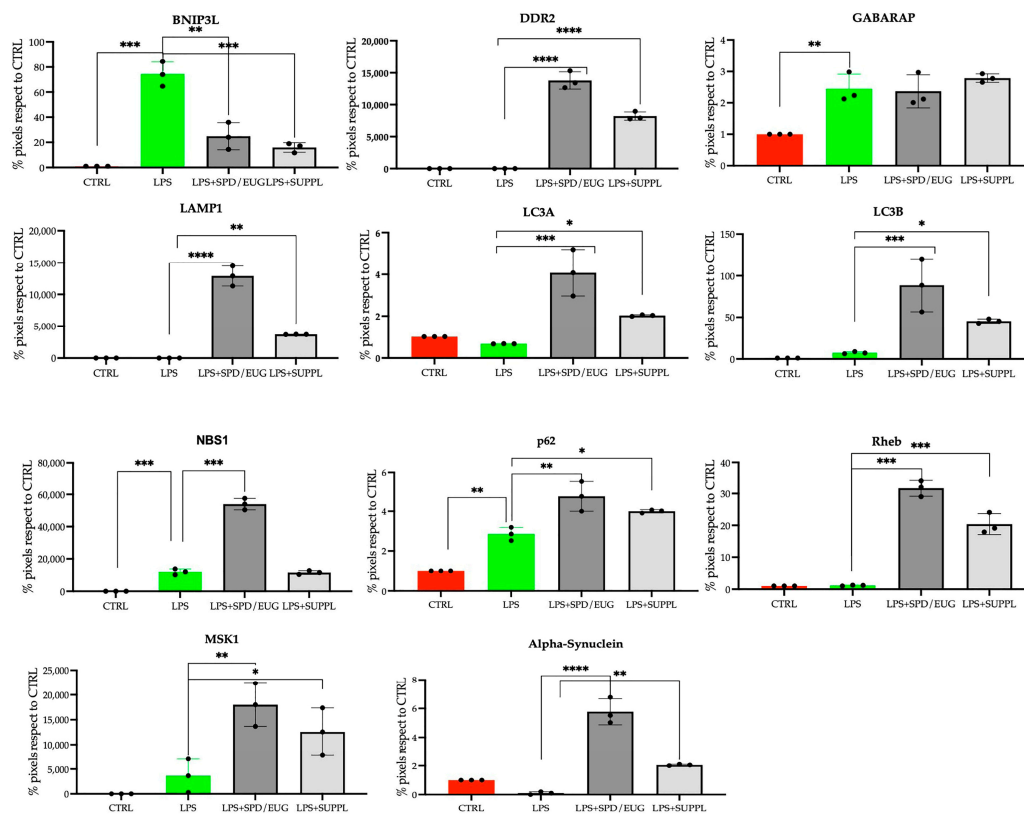 BNIP3L
% pixels respect to CTRL
100
80
60
40
20
0
***
**
***
CTRL LPS LPS+SPD/EUG LPS+SUPPL
DDR2
% pixels respect to CTRL
20,000
15,000
10,000
5,000
0
****
****
CTRL LPS LPS+SPD/EUG LPS+SUPPL
GABARAP
% pixels respect to CTRL
4
3
2
1
0
**
CTRL LPS LPS+SPD/EUG LPS+SUPPL
LAMP1
% pixels respect to CTRL
20,000
15,000
10,000
5,000
0
**
****
CTRL LPS LPS+SPD/EUG LPS+SUPPL
LC3A
% pixels respect to CTRL
6
4
2
0
*
***
CTRL LPS LPS+SPD/EUG LPS+SUPPL
LC3B
% pixels respect to CTRL
150
100
50
0
*
***
CTRL LPS LPS+SPD/EUG LPS+SUPPL
NBS1
% pixels respect to CTRL
80,000
60,000
40,000
20,000
0
***
***
CTRL LPS LPS+SPD/EUG LPS+SUPPL
p62
% pixels respect to CTRL
6
4
2
0
*
**
**
CTRL LPS LPS+SPD/EUG LPS+SUPPL
Rheb
% pixels respect to CTRL
40
30
20
10
0
***
***
CTRL LPS LPS+SPD/EUG LPS+SUPPL
MSK1
% pixels respect to CTRL
25,000
20,000
15,000
10,000
5,000
0
**
*
CTRL LPS LPS+SPD/EUG LPS+SUPPL
Alpha-Synuclein
% pixels respect to CTRL
8
6
4
2
0
****
**
CTRL LPS LPS+SPD/EUG LPS+SUPPL